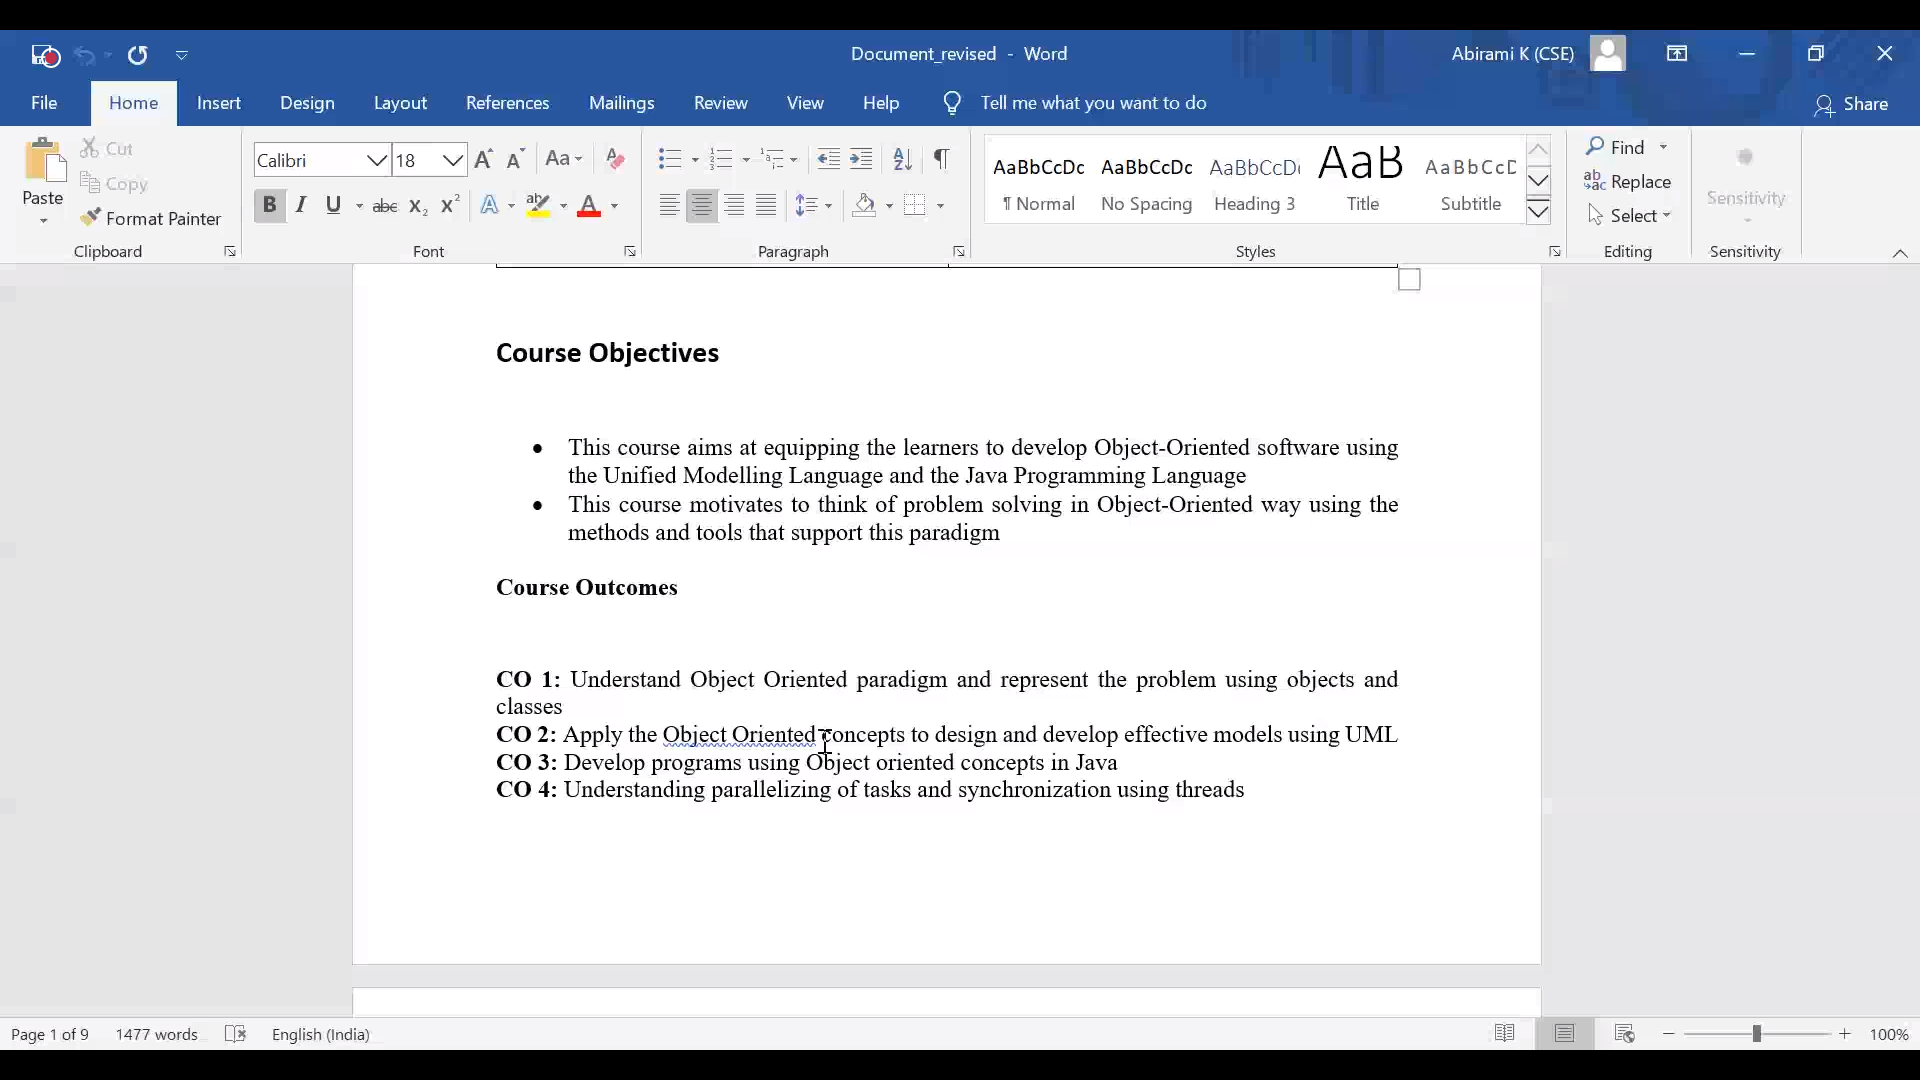 Document_revised - Word
Abirami K (CSE)
File Home Insert Design Layout References Mailings Review View Help Tell me what you want to do Share
Paste
Cut
Copy
Format Painter
Clipboard
Calibri 18 Aa
B I U abc X₂ X² A A
Font
Paragraph
AaBbCcDc AaBbCcDc AaBbCcD AaB AaBbCcD
¶ Normal No Spacing Heading 3 Title Subtitle
Styles
Find
Replace
Select
Editing
Sensitivity
Sensitivity
Course Objectives
• This course aims at equipping the learners to develop Object-Oriented software using
the Unified Modelling Language and the Java Programming Language
• This course motivates to think of problem solving in Object-Oriented way using the
methods and tools that support this paradigm
Course Outcomes
CO 1: Understand Object Oriented paradigm and represent the problem using objects and
classes
CO 2: Apply the Object Oriented concepts to design and develop effective models using UML
CO 3: Develop programs using Object oriented concepts in Java
CO 4: Understanding parallelizing of tasks and synchronization using threads
Page 1 of 9 1477 words English (India) 100%